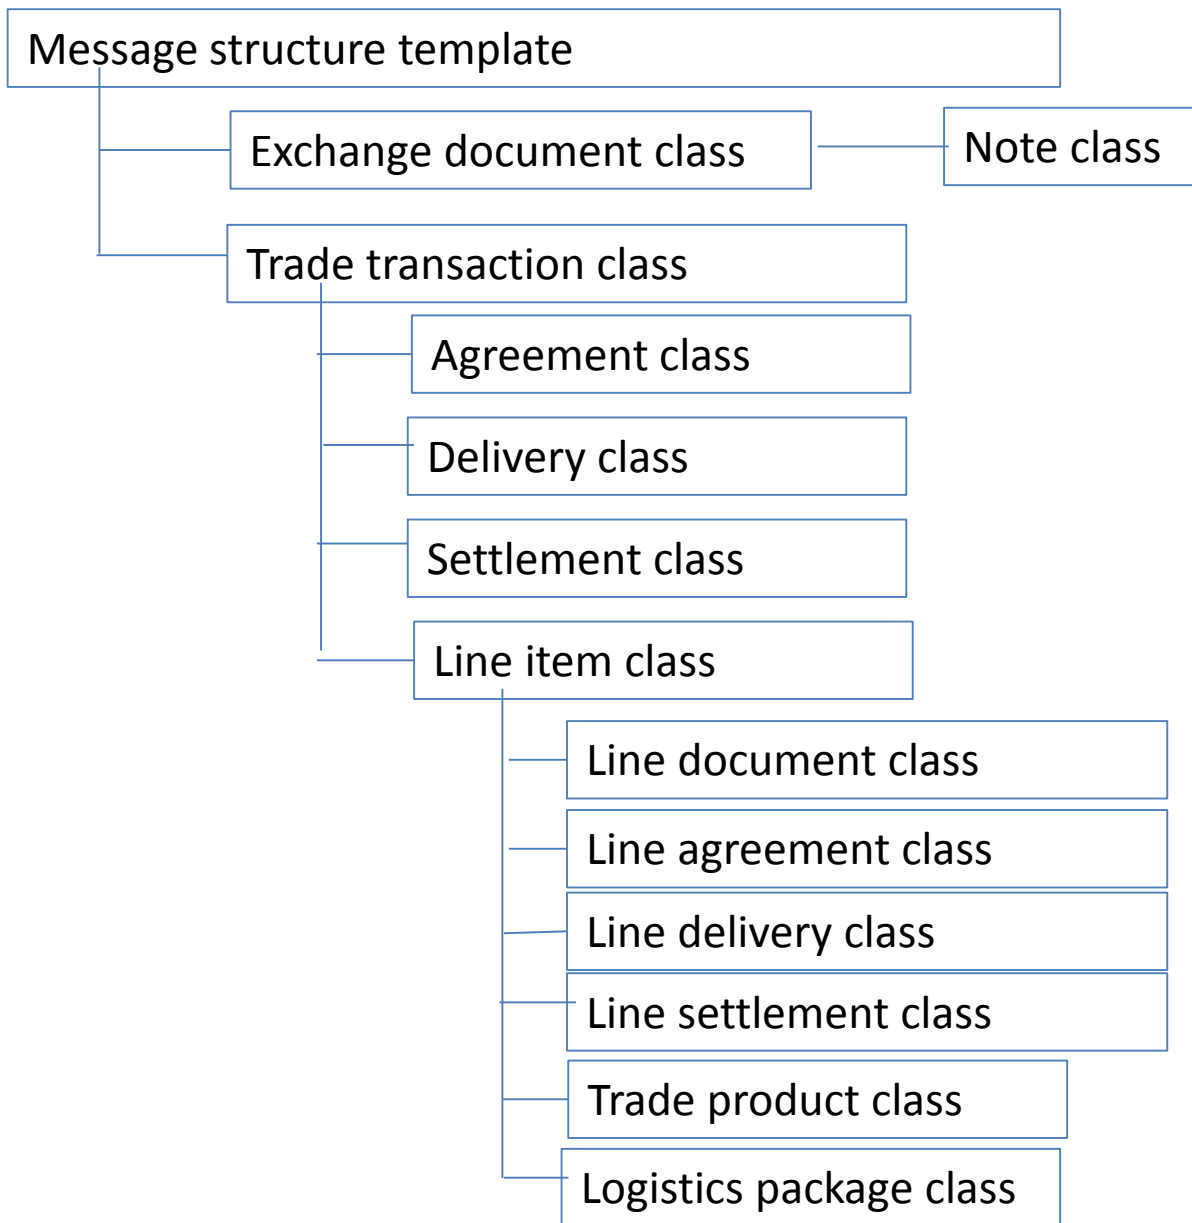 Message structure template
Exchange document class
Note class
Trade transaction class
Agreement class
Delivery class
Settlement class
Line item class
Line document class
Line agreement class
Line delivery class
Line settlement class
Trade product class
Logistics package class